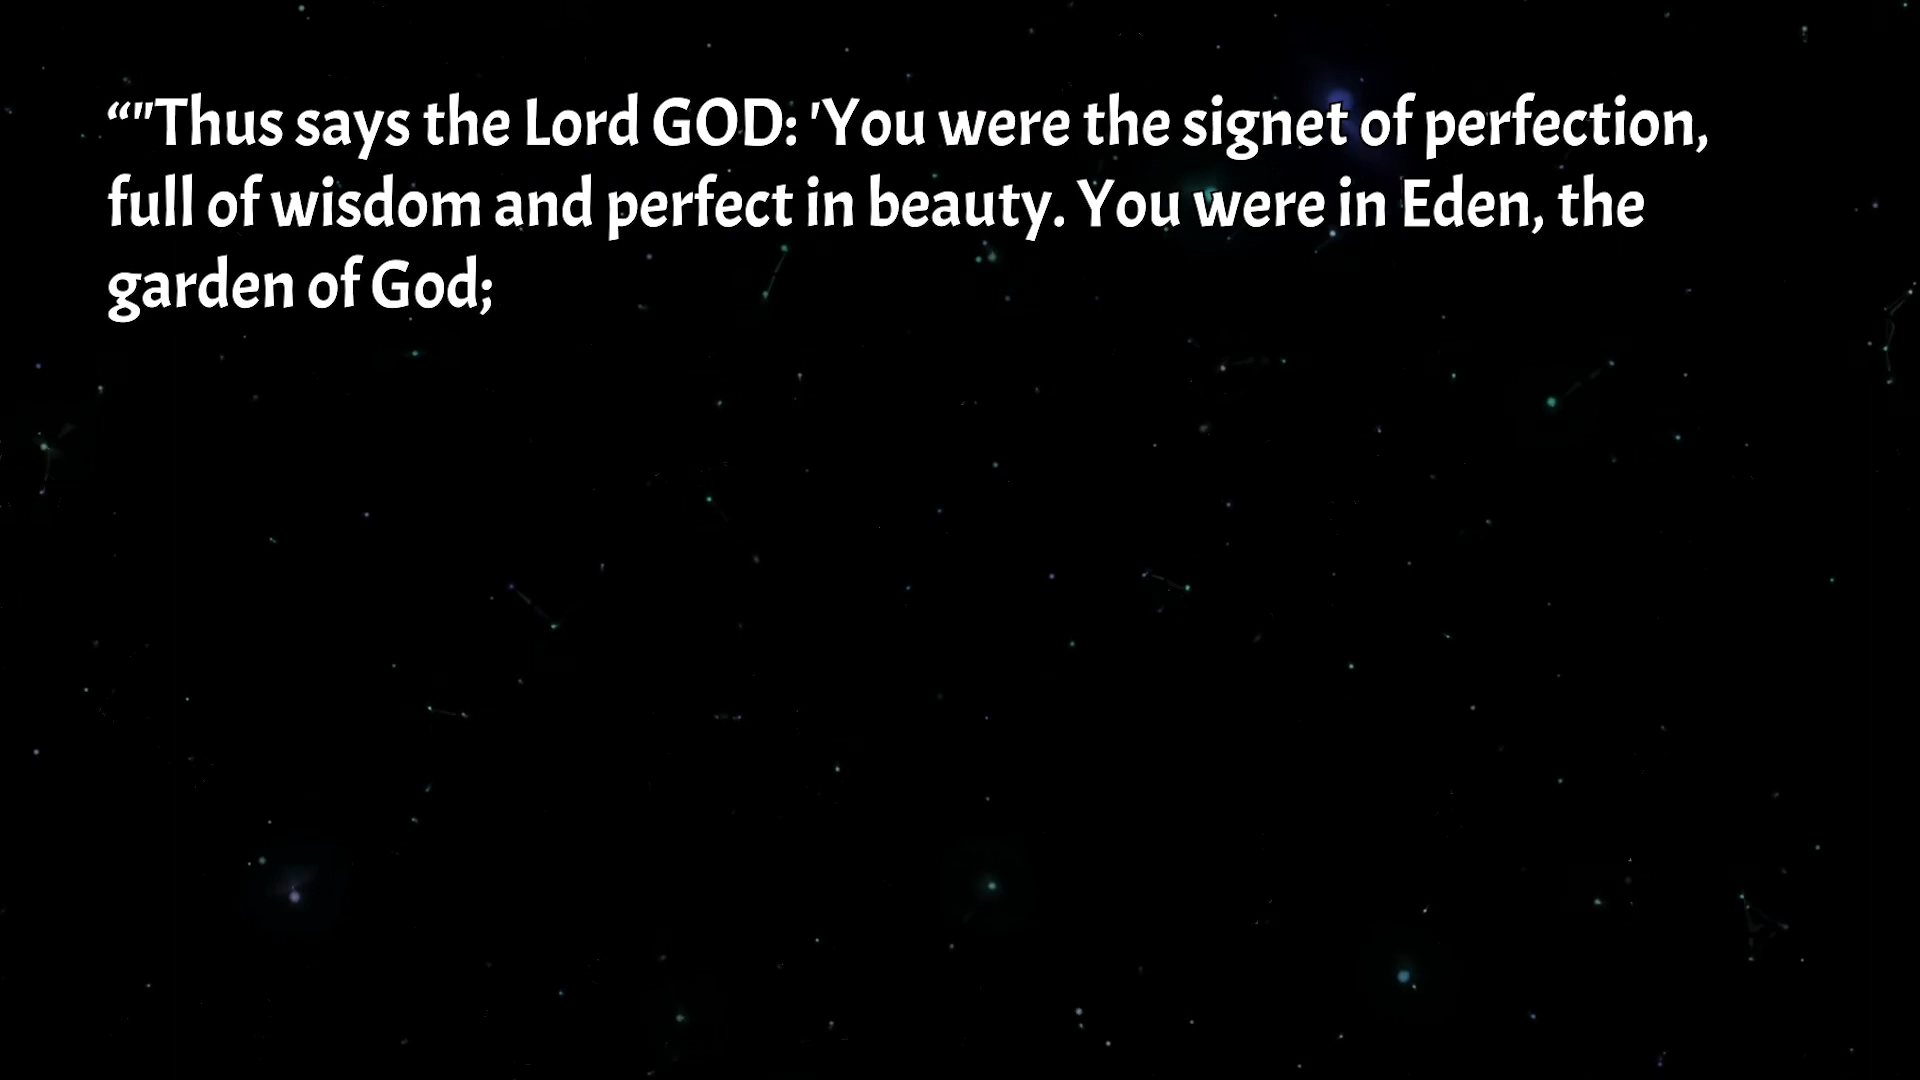 “"Thus says the Lord GOD: 'You were the signet of perfection,
full of wisdom and perfect in beauty. You were in Eden, the
garden of God;